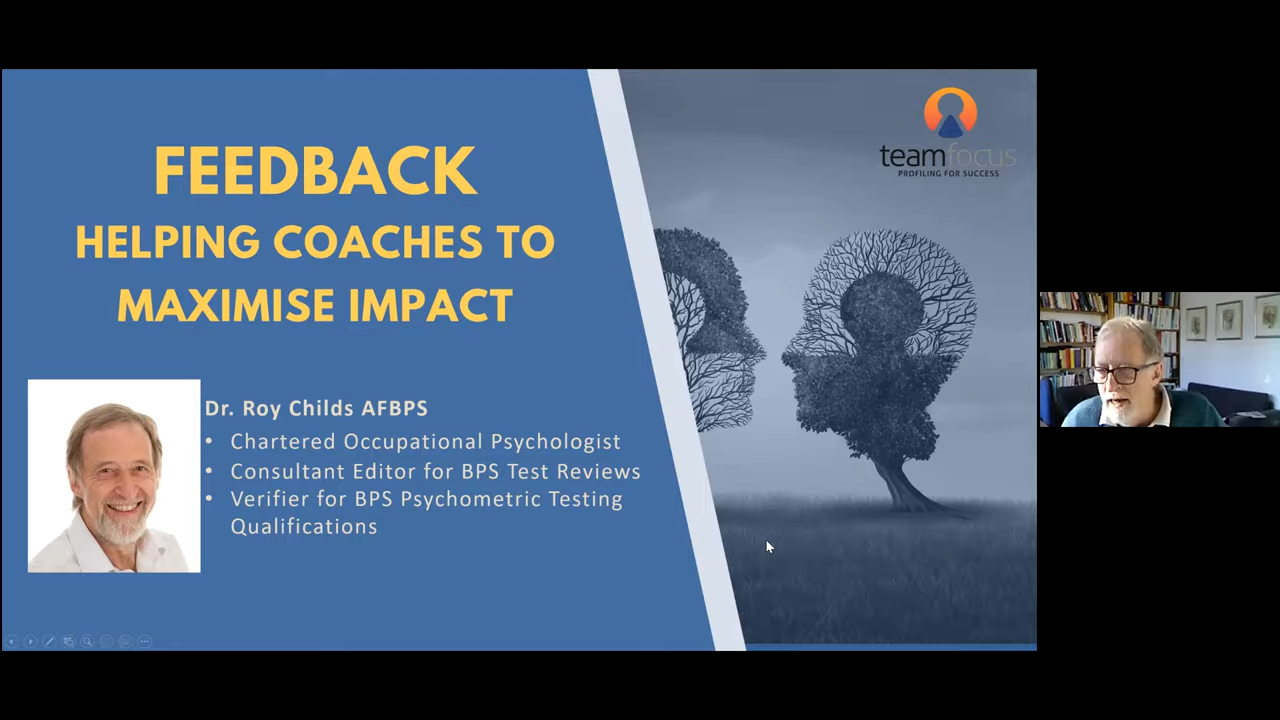 FEEDBACK
HELPING COACHES TO
MAXIMISE IMPACT
Dr. Roy Childs AFBPS
• Chartered Occupational Psychologist
• Consultant Editor for BPS Test Reviews
• Verifier for BPS Psychometric Testing
Qualifications
teamfocus
PROFILING FOR SUCCESS